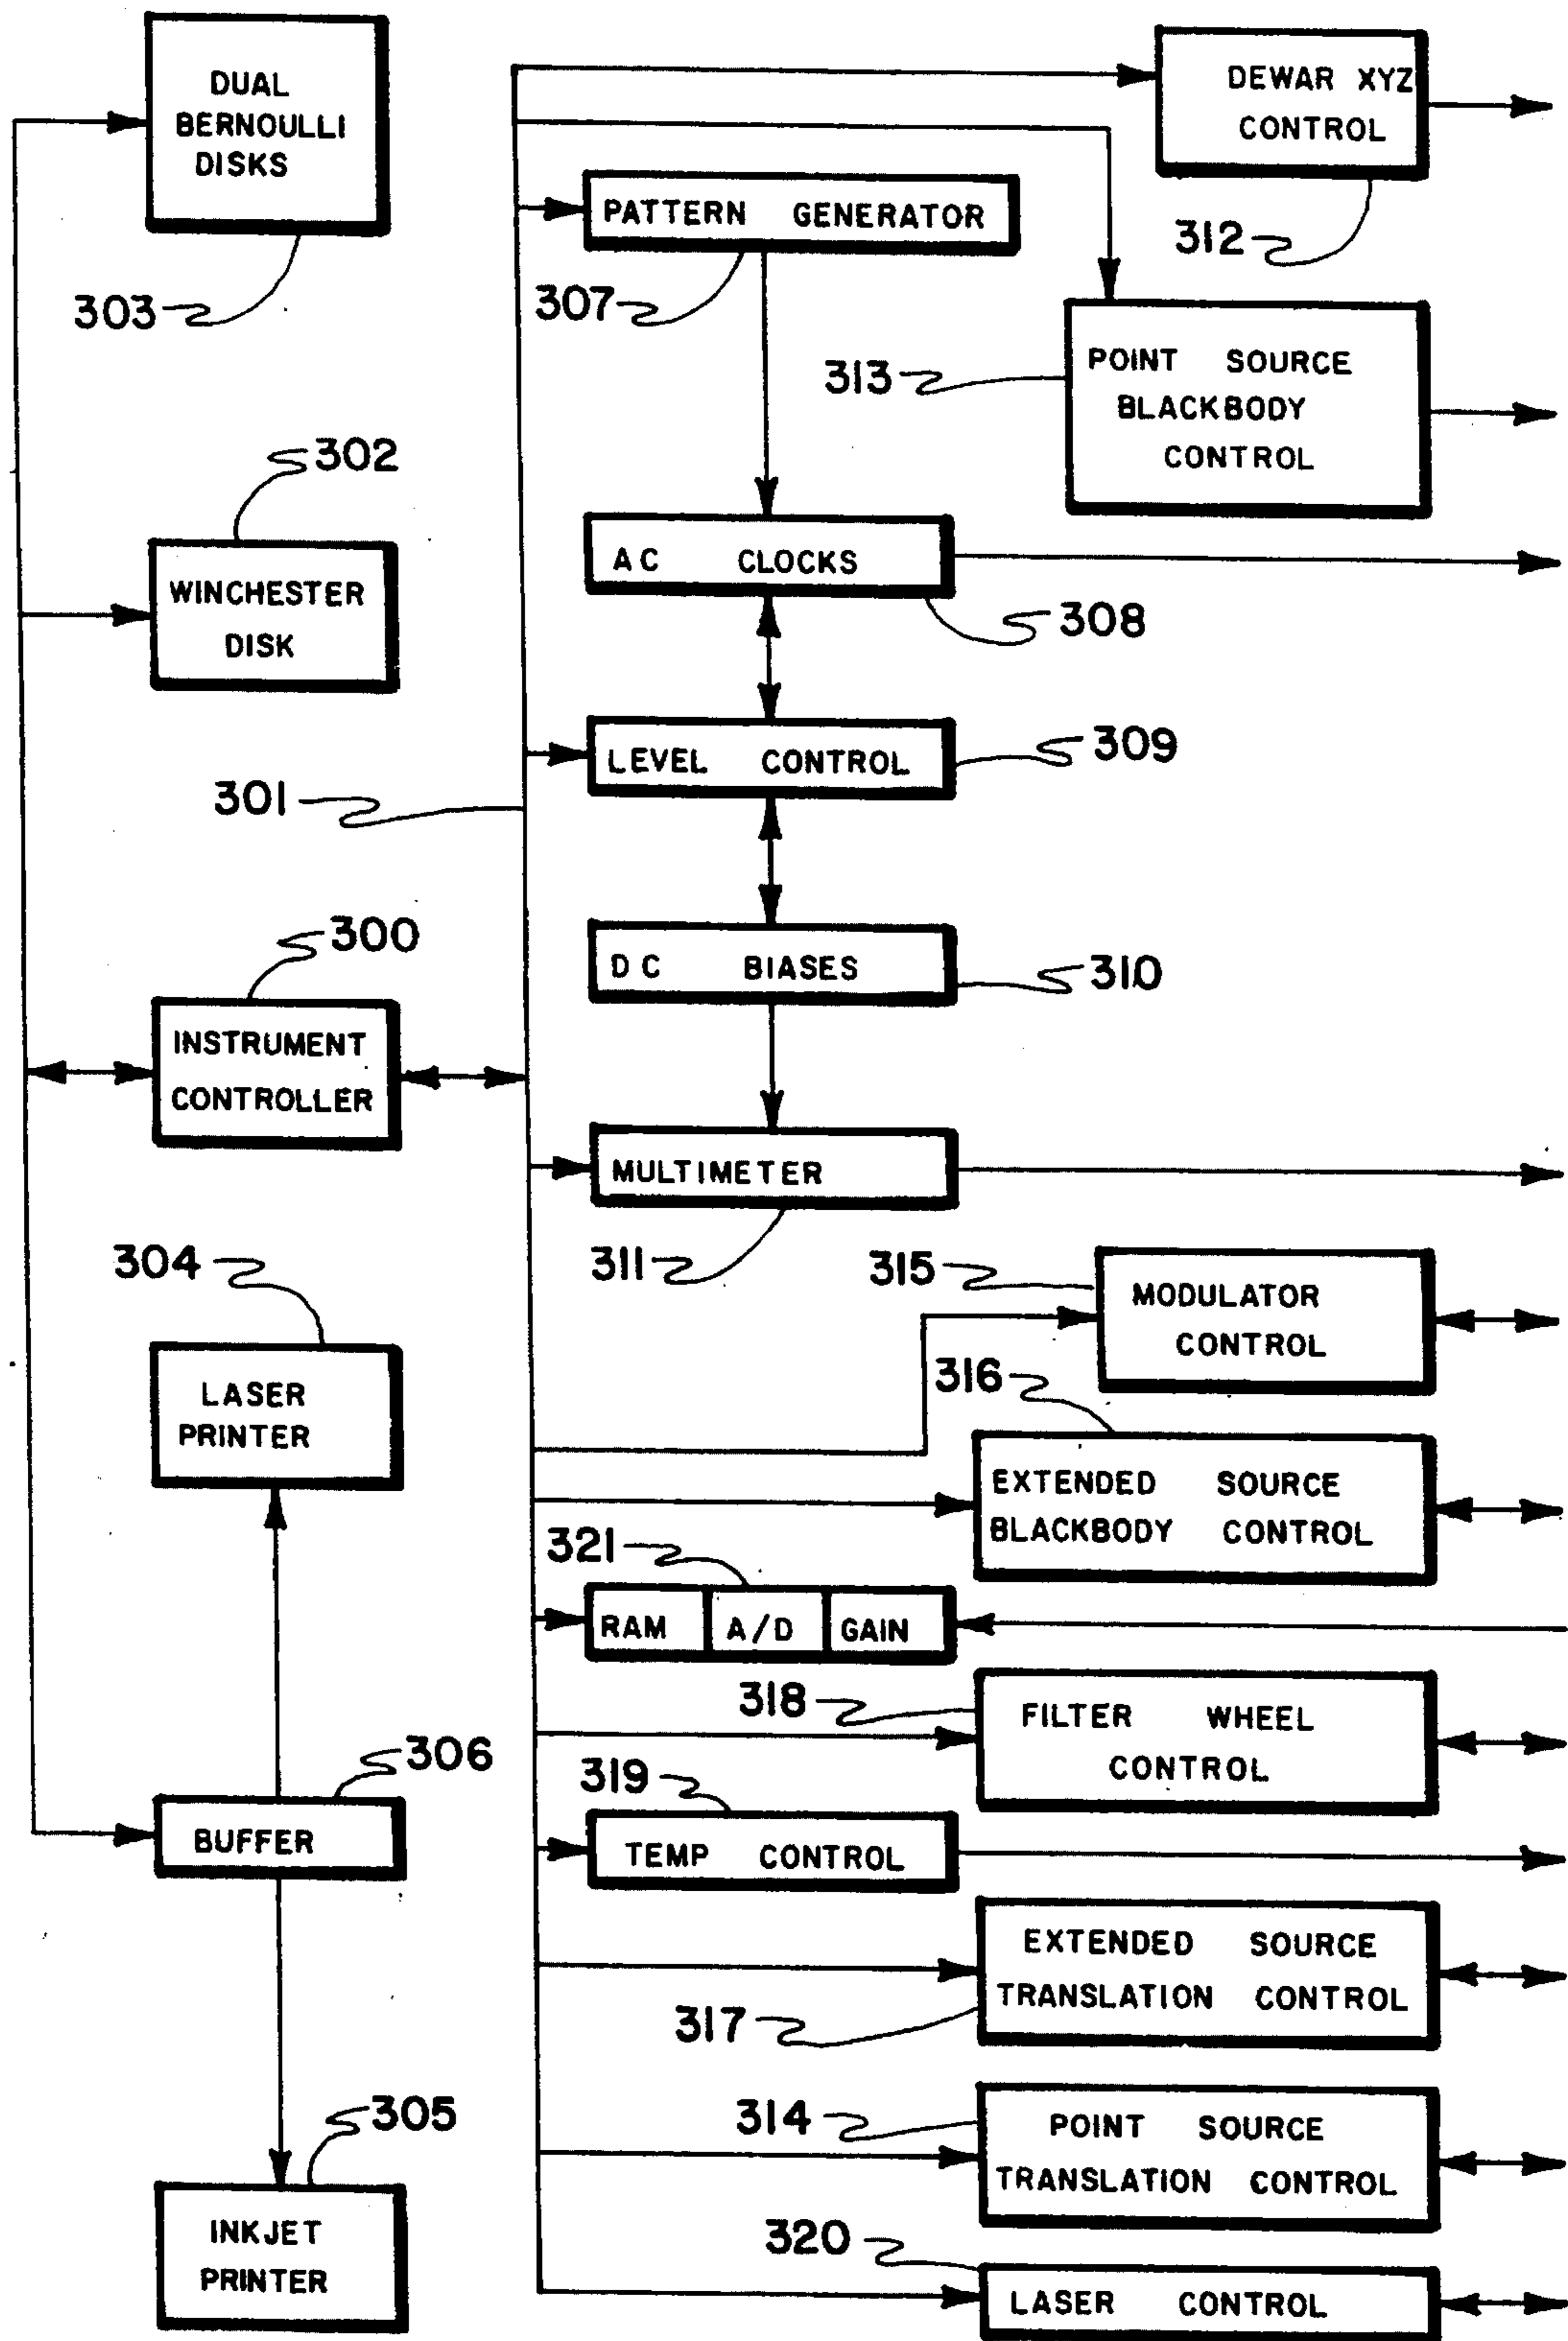 DUAL
BERNOULLI
DISKS
303
302
WINCHESTER
DISK
300
INSTRUMENT
CONTROLLER
304
LASER
PRINTER
306
BUFFER
305
INKJET
PRINTER
301
DEWAR XYZ
CONTROL
312
PATTERN GENERATOR
307
313
POINT SOURCE
BLACKBODY
CONTROL
AC CLOCKS
308
LEVEL CONTROL
309
DC BIASES
310
MULTIMETER
311
315
MODULATOR
CONTROL
316
EXTENDED SOURCE
BLACKBODY CONTROL
321
RAM A/D GAIN
318
FILTER WHEEL
CONTROL
319
TEMP CONTROL
EXTENDED SOURCE
TRANSLATION CONTROL
317
314
POINT SOURCE
TRANSLATION CONTROL
320
LASER CONTROL